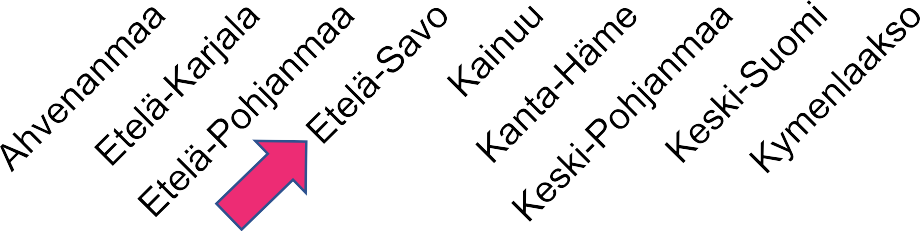 Ahvenanmaa
Etelä-Karjala
Etelä-Pohjanmaa
Etelä-Savo
Kainuu
Kanta-Häme
Keski-Pohjanmaa
Keski-Suomi
Kymenlaakso